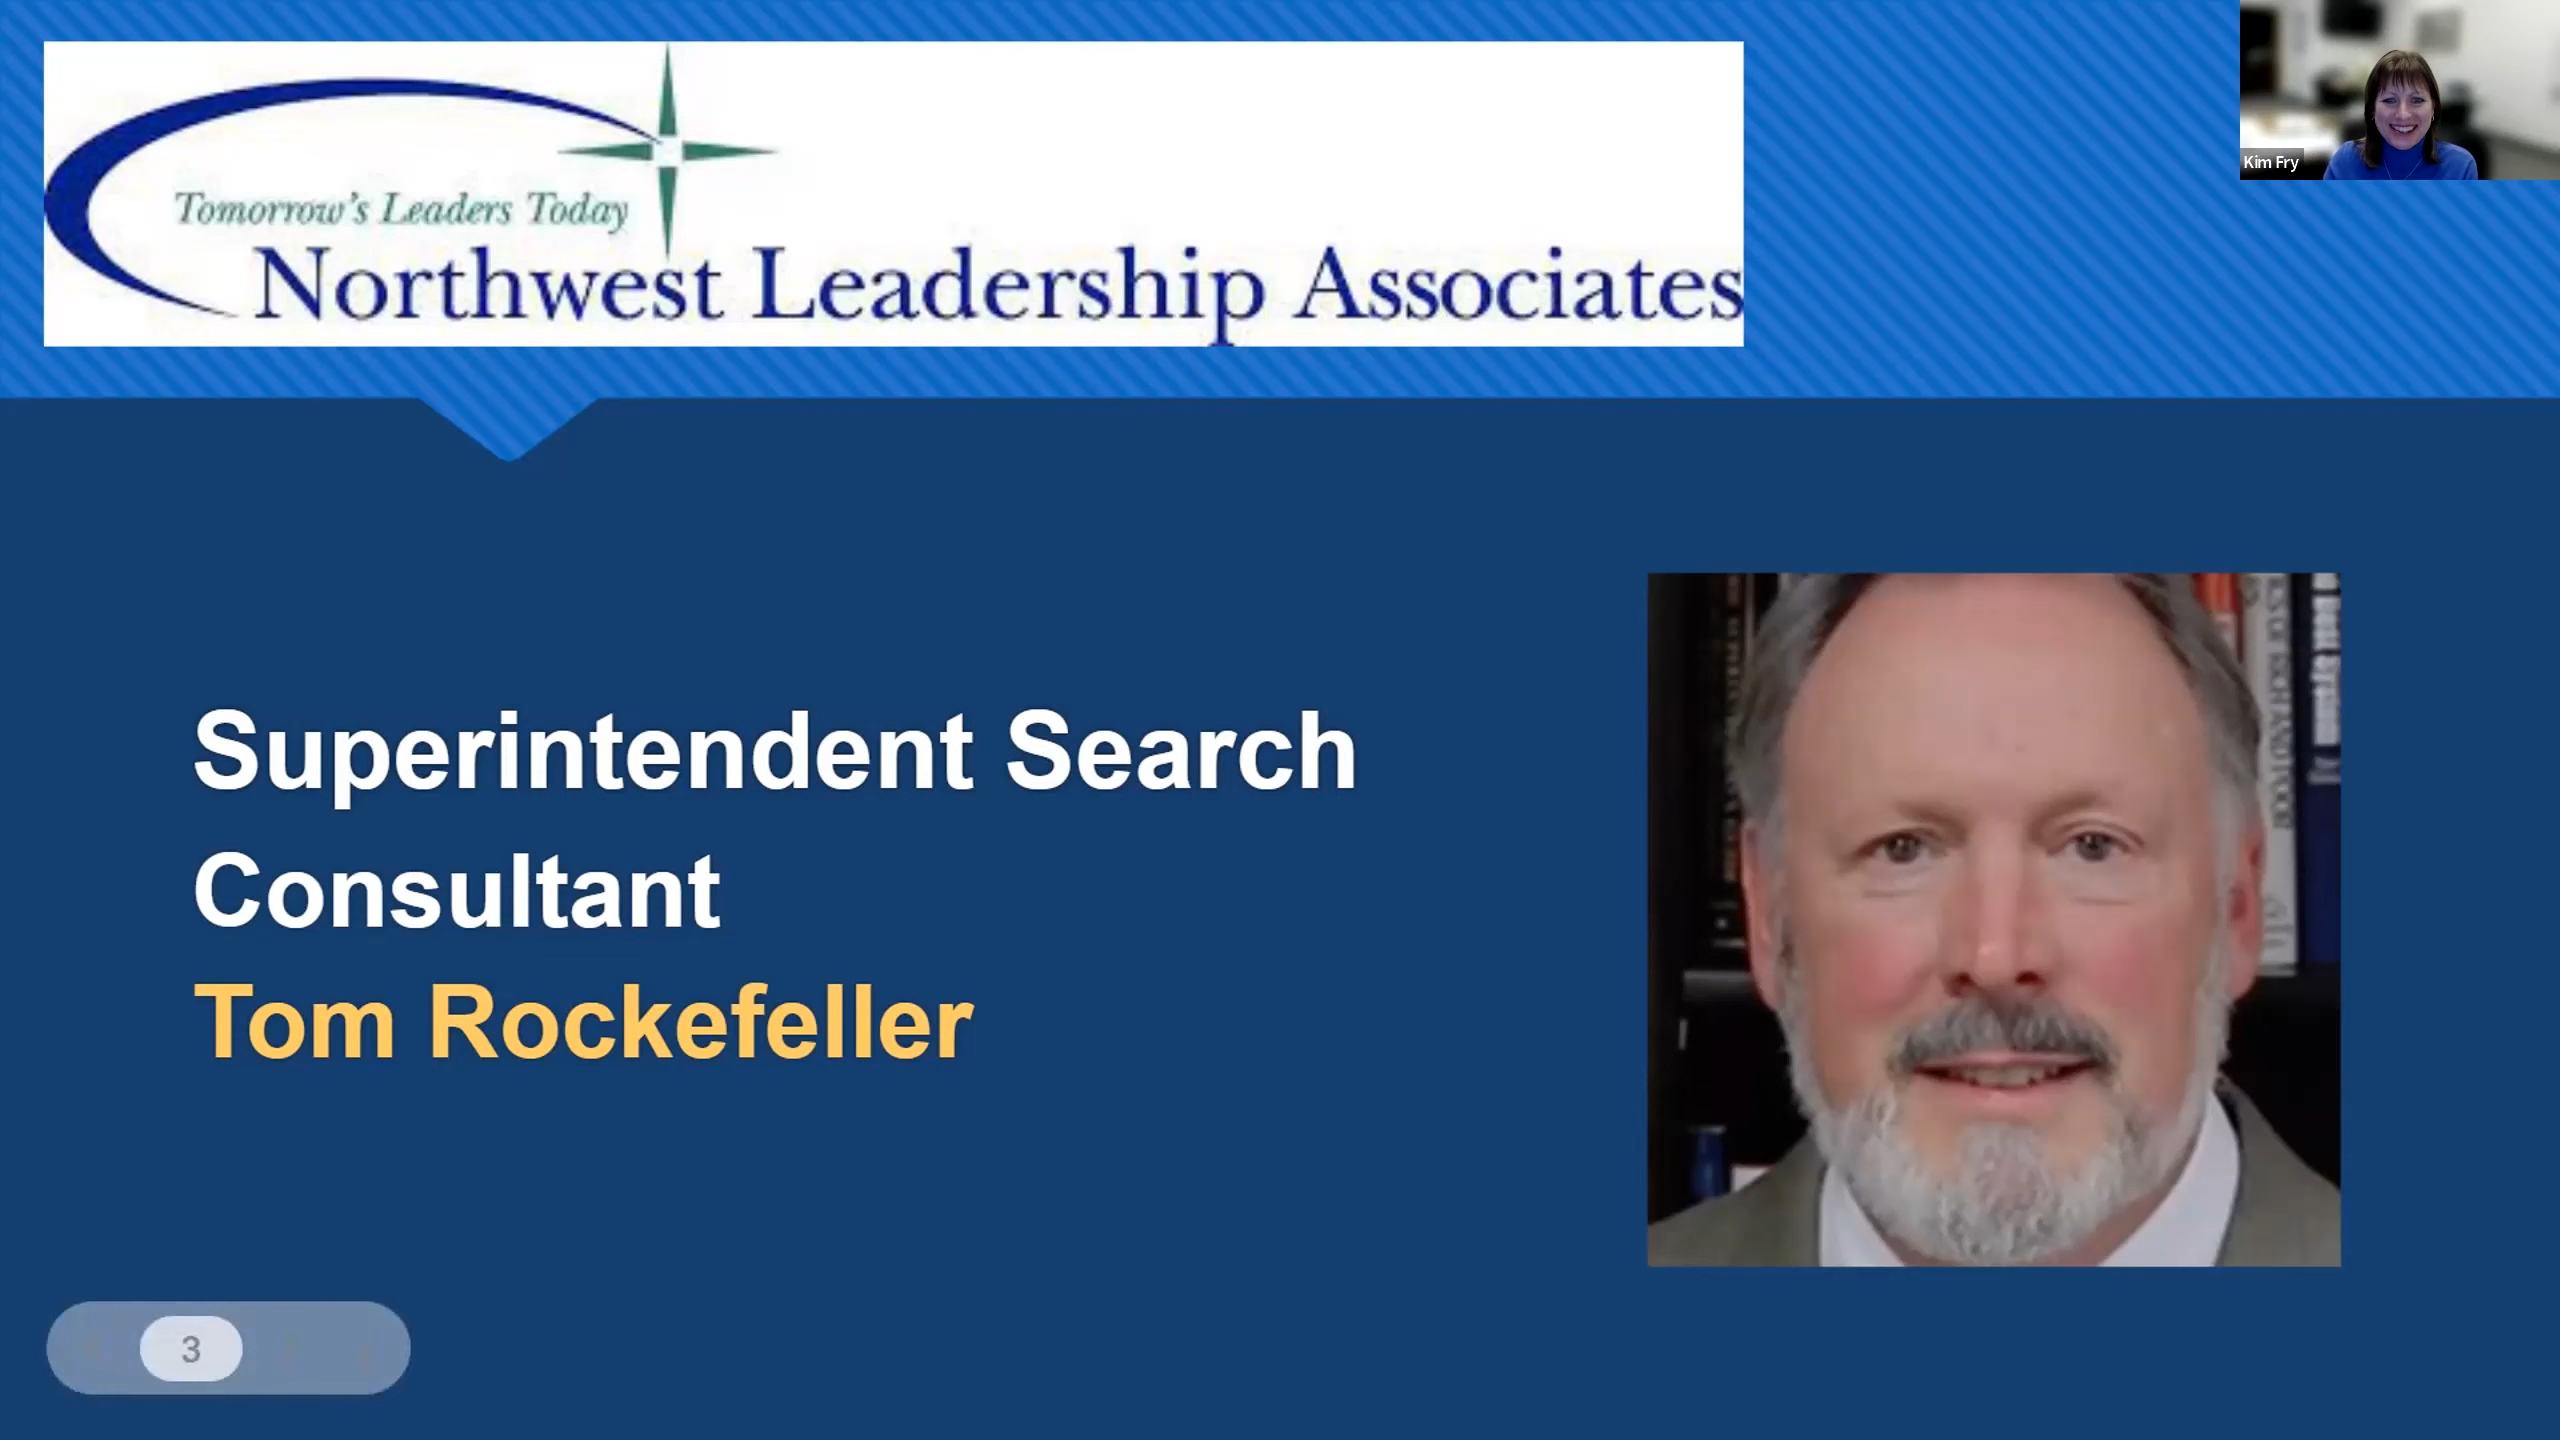 Tomorrow's Leaders Today
Northwest Leadership Associates
Kim Fry
Superintendent Search
Consultant
Tom Rockefeller
3